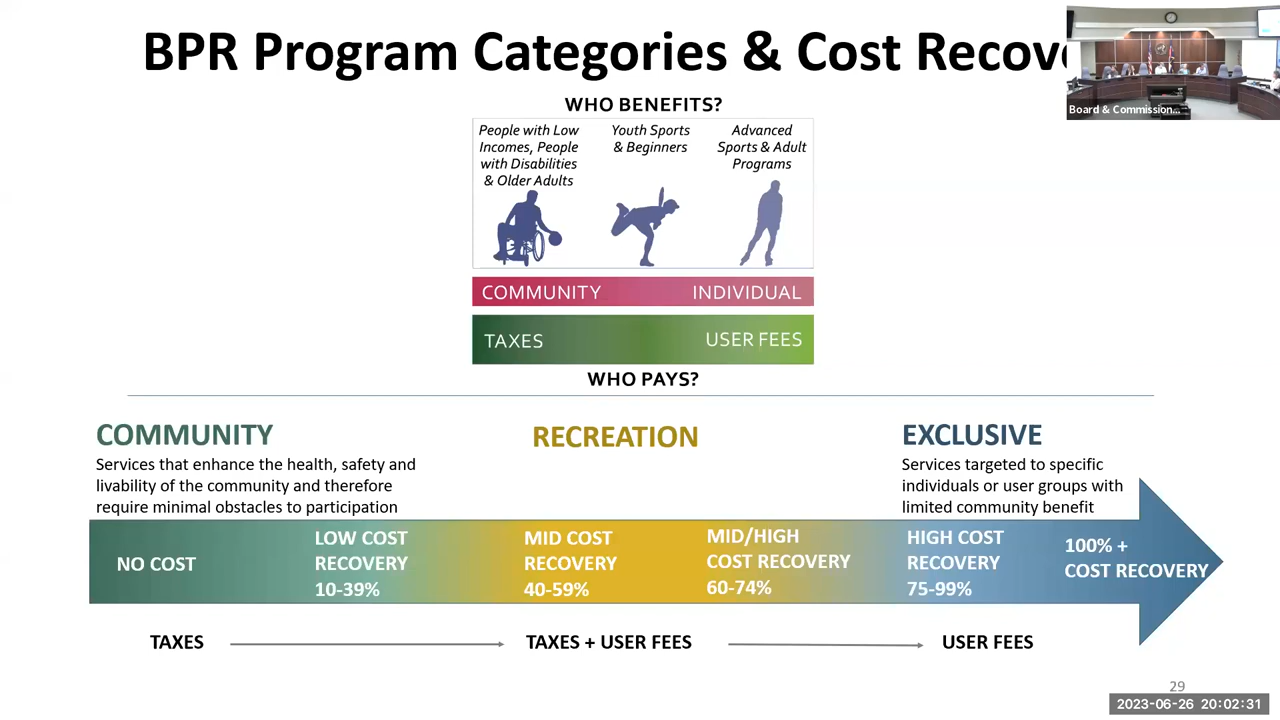 BPR Program Categories & Cost Recov
Board & Commission...
WHO BENEFITS?
People with Low
Incomes, People
with Disabilities
& Older Adults
Youth Sports
& Beginners
Advanced
Sports & Adult
Programs
COMMUNITY INDIVIDUAL
TAXES USER FEES
WHO PAYS?
COMMUNITY
Services that enhance the health, safety and
livability of the community and therefore
require minimal obstacles to participation
RECREATION
EXCLUSIVE
Services targeted to specific
individuals or user groups with
limited community benefit
NO COST
LOW COST
RECOVERY
10-39%
MID COST
RECOVERY
40-59%
MID/HIGH
COST RECOVERY
60-74%
HIGH COST
RECOVERY
75-99%
100% +
COST RECOVERY
TAXES TAXES + USER FEES USER FEES
29
2023-06-26 20:02:31